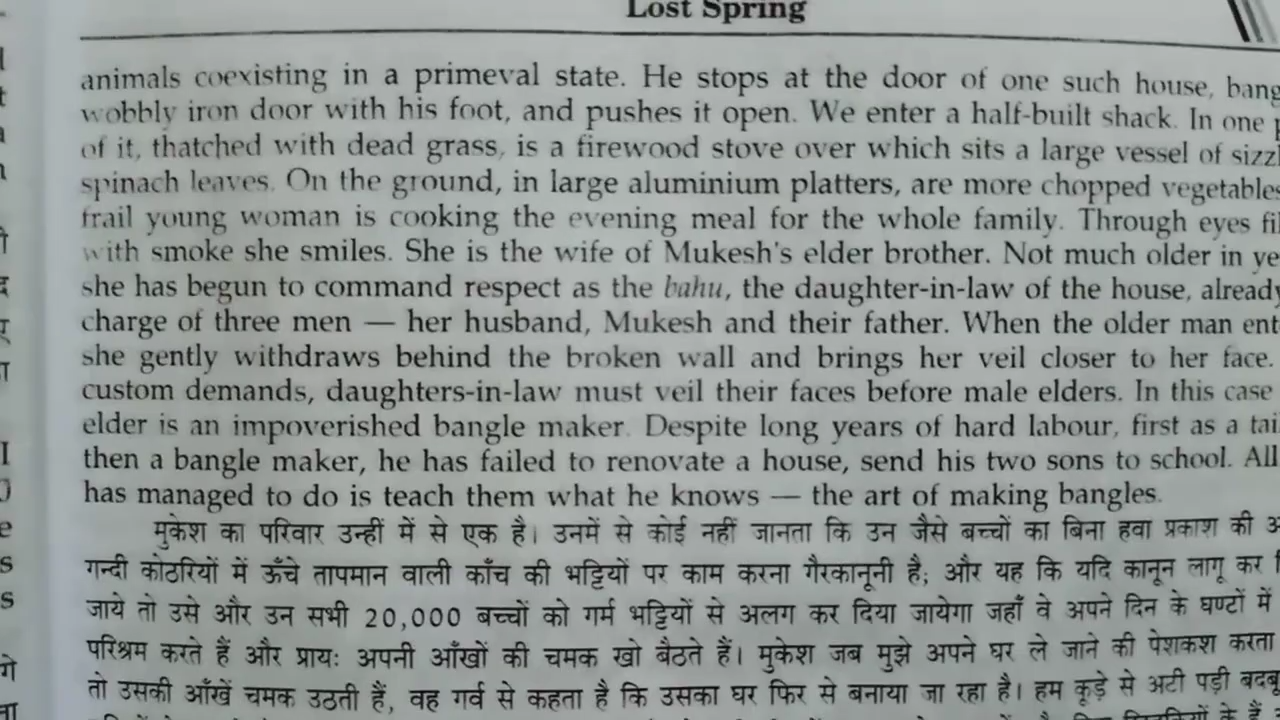 Lost Spring
animals coexisting in a primeval state. He stops at the door of one such house, bang
wobbly iron door with his foot, and pushes it open. We enter a half-built shack. In one
of it, thatched with dead grass, is a firewood stove over which sits a large vessel of sizzl
spinach leaves. On the ground, in large aluminium platters, are more chopped vegetables
frail young woman is cooking the evening meal for the whole family. Through eyes fil
with smoke she smiles. She is the wife of Mukesh's elder brother. Not much older in ye
she has begun to command respect as the bahu, the daughter-in-law of the house, already
charge of three men — her husband, Mukesh and their father. When the older man ent
she gently withdraws behind the broken wall and brings her veil closer to her face.
custom demands, daughters-in-law must veil their faces before male elders. In this case
elder is an impoverished bangle maker. Despite long years of hard labour, first as a tai
then a bangle maker, he has failed to renovate a house, send his two sons to school. All
has managed to do is teach them what he knows — the art of making bangles.
मुकेश का परिवार उन्हीं में से एक है। उनमें से कोई नहीं जानता कि उन जैसे बच्चों का बिना हवा प्रकाश की
गन्दी कोठरियों में ऊँचे तापमान वाली काँच की भट्टियों पर काम करना गैरकानूनी है; और यह कि यदि कानून लागू कर
जाये तो उसे और उन सभी 20,000 बच्चों को गर्म भट्टियों से अलग कर दिया जायेगा जहाँ वे अपने दिन के घण्टों में
परिश्रम करते हैं और प्रायः अपनी आँखों की चमक खो बैठते हैं। मुकेश जब मुझे अपने घर ले जाने की पेशकश करता
तो उसकी आँखें चमक उठती हैं, वह गर्व से कहता है कि उसका घर फिर से बनाया जा रहा है। हम कूड़े से अटी पड़ी